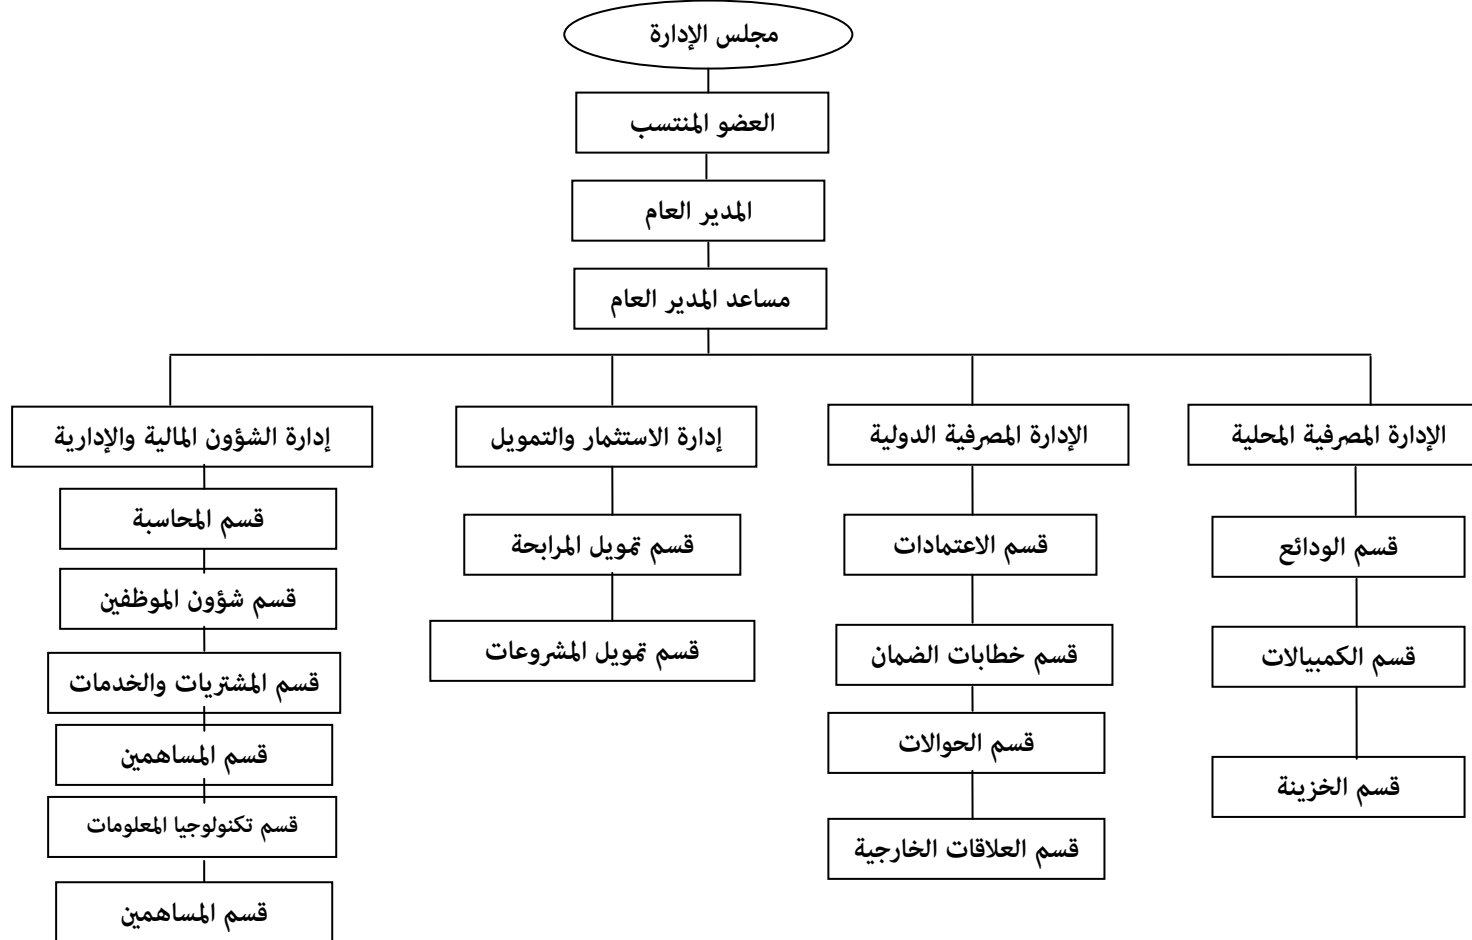 مجلس الإدارة
العضو المنتسب
المدير العام
مساعد المدير العام
الإدارة المصرفية المحلية
الإدارة المصرفية الدولية
إدارة الاستثمار والتمويل
إدارة الشؤون المالية والإدارية
قسم الودائع
قسم الكمبيالات
قسم الخزينة
قسم الاعتمادات
قسم خطابات الضمان
قسم الحوالات
قسم العلاقات الخارجية
قسم تمويل المرابحة
قسم تمويل المشروعات
قسم المحاسبة
قسم شؤون الموظفين
قسم المشتريات والخدمات
قسم المساهمين
قسم تكنولوجيا المعلومات
قسم المساهمين